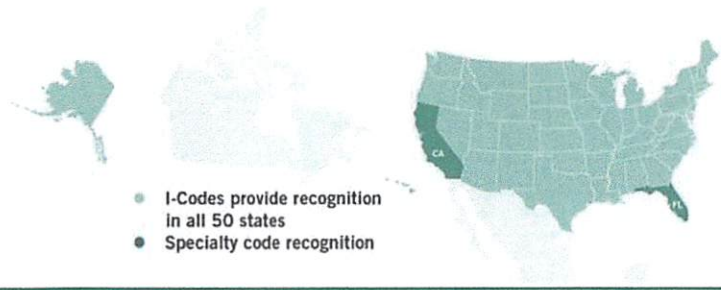 CA
FL
I-Codes provide recognition
in all 50 states
Specialty code recognition